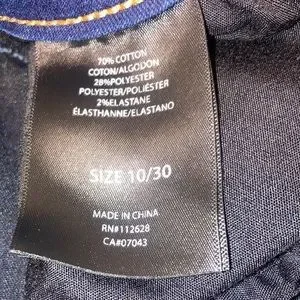 70% COTTON
COTON/ALGODON
28%POLYESTER
POLYESTER/POLIÉSTER
2%ELASTANE
ÉLASTHANNE/ELASTANO
SIZE 10/30
MADE IN CHINA
RN#112628
CA#07043